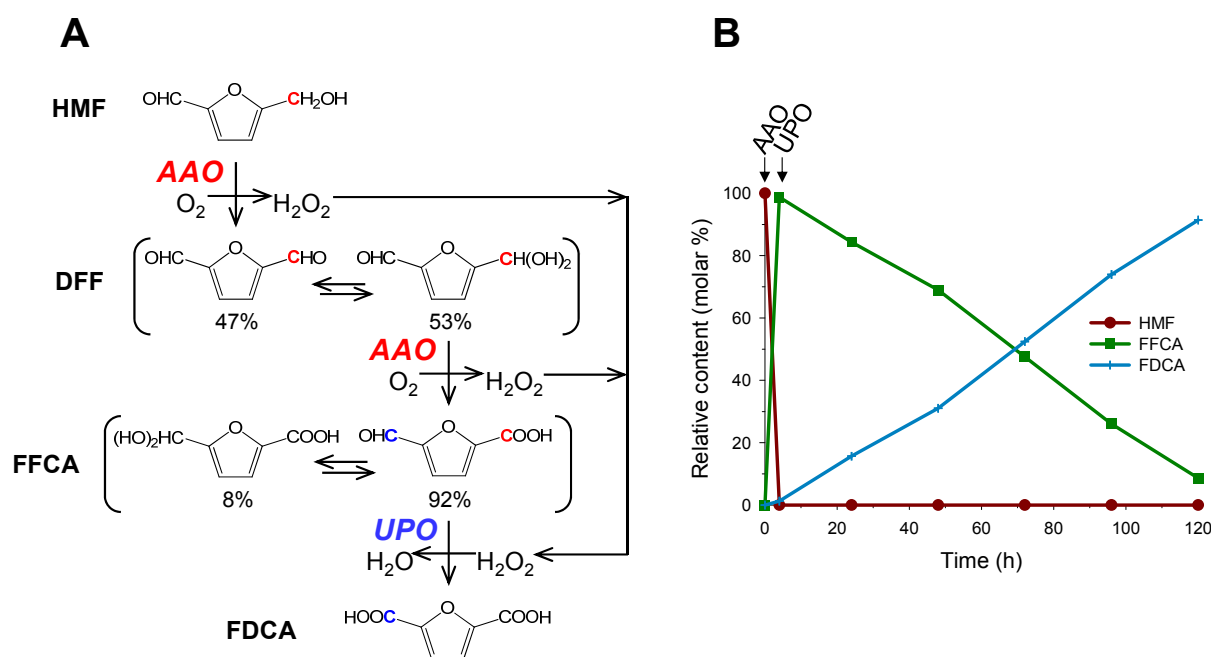 A
HMF
OHC O CH₂OH
AAO
O₂ H₂O₂
DFF
OHC O CHO
47%
OHC O CH(OH)₂
53%
AAO
O₂ H₂O₂
FFCA
(HO)₂HC O COOH
8%
OHC O COOH
92%
UPO
H₂O H₂O₂
FDCA
HOOC O COOH
B
AAO
UPO
Relative content (molar %)
100
80
60
40
20
0
0 20 40 60 80 100 120
Time (h)
HMF
FFCA
FDCA